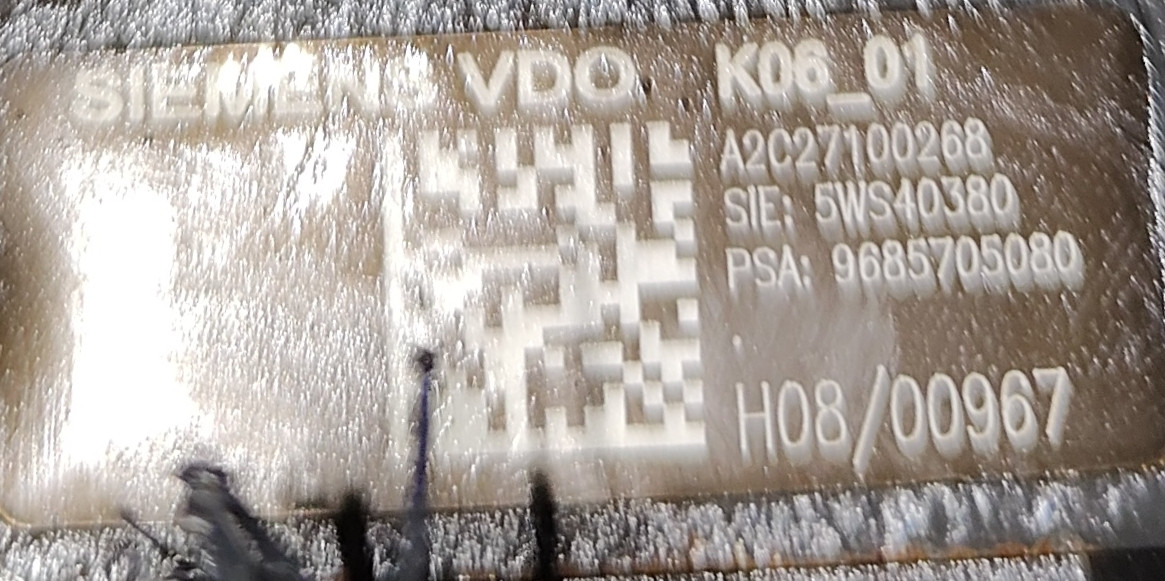 SIEMENS VDO K06_01
A2C27100268
SIE: 5WS40380
PSA: 9685705080
H08/00967